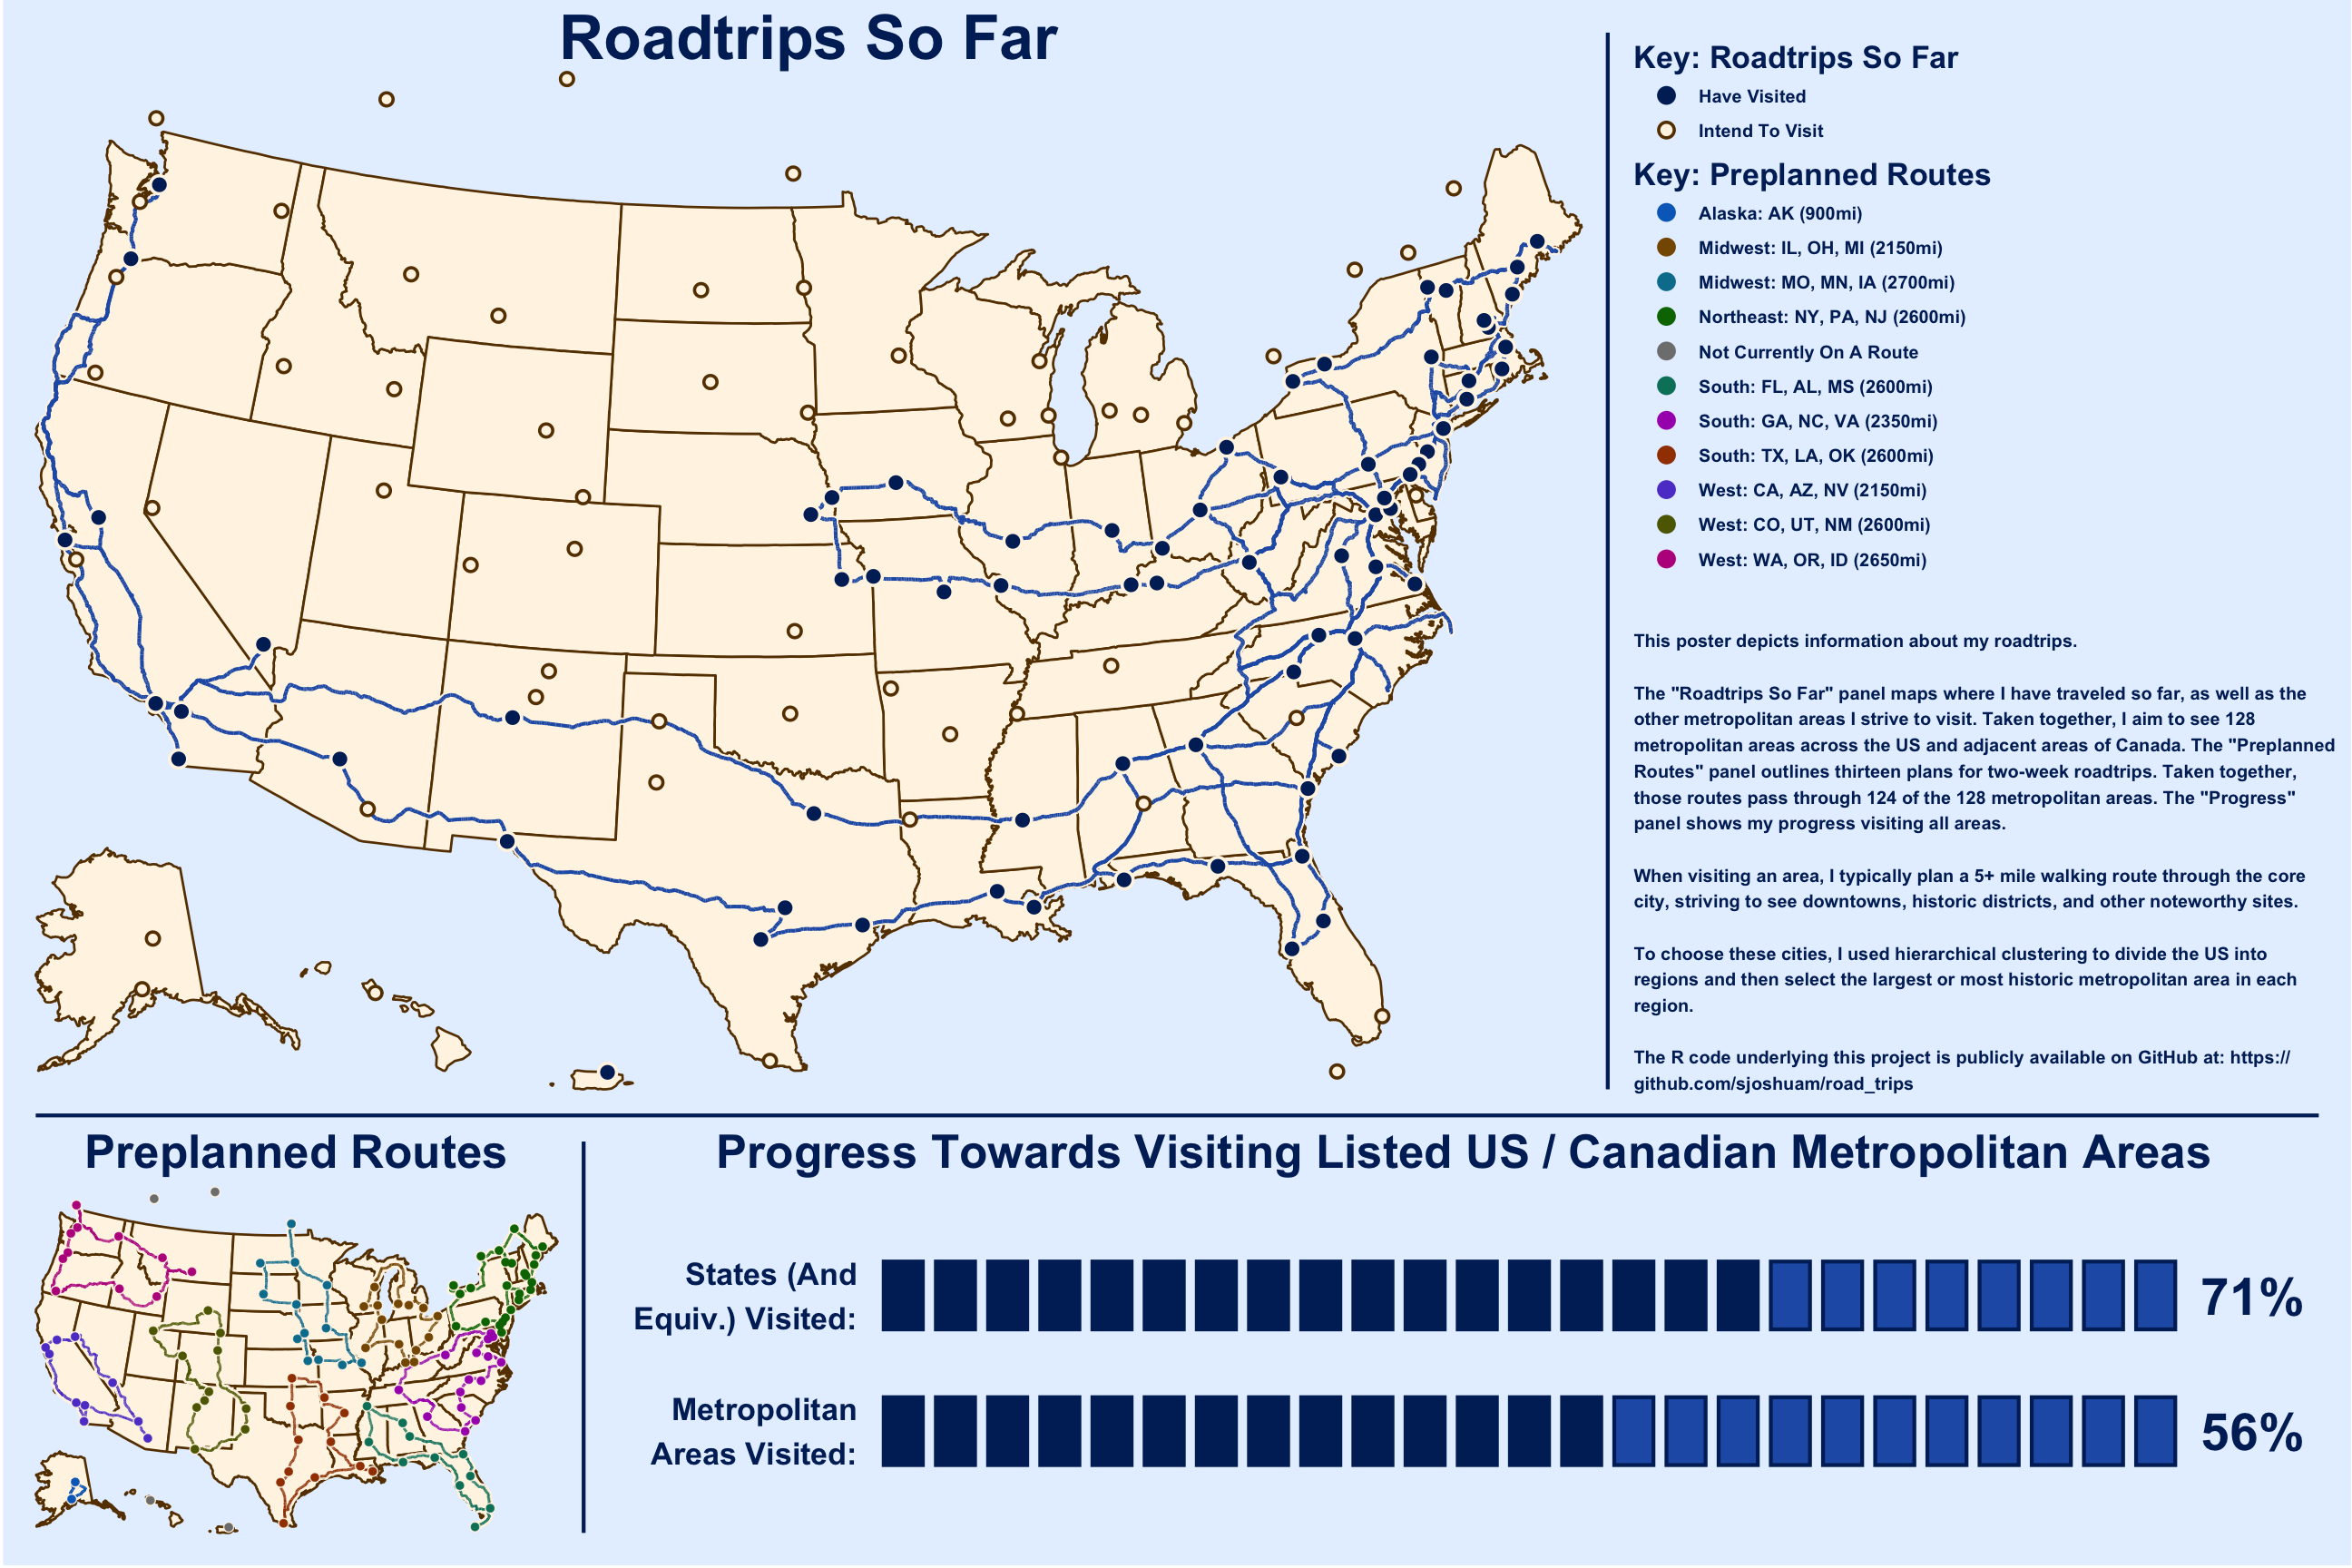 Roadtrips So Far
Key: Roadtrips So Far
Have Visited
Intend To Visit
Key: Preplanned Routes
Alaska: AK (900mi)
Midwest: IL, OH, MI (2150mi)
Midwest: MO, MN, IA (2700mi)
Northeast: NY, PA, NJ (2600mi)
Not Currently On A Route
South: FL, AL, MS (2600mi)
South: GA, NC, VA (2350mi)
South: TX, LA, OK (2600mi)
West: CA, AZ, NV (2150mi)
West: CO, UT, NM (2600mi)
West: WA, OR, ID (2650mi)
This poster depicts information about my roadtrips.
The "Roadtrips So Far" panel maps where I have traveled so far, as well as the
other metropolitan areas I strive to visit. Taken together, I aim to see 128
metropolitan areas across the US and adjacent areas of Canada. The "Preplanned
Routes" panel outlines thirteen plans for two-week roadtrips. Taken together,
those routes pass through 124 of the 128 metropolitan areas. The "Progress"
panel shows my progress visiting all areas.
When visiting an area, I typically plan a 5+ mile walking route through the core
city, striving to see downtowns, historic districts, and other noteworthy sites.
To choose these cities, I used hierarchical clustering to divide the US into
regions and then select the largest or most historic metropolitan area in each
region.
The R code underlying this project is publicly available on GitHub at: https://
github.com/sjoshuam/road_trips
Preplanned Routes
Progress Towards Visiting Listed US / Canadian Metropolitan Areas
States (And
Equiv.) Visited:
71%
Metropolitan
Areas Visited:
56%